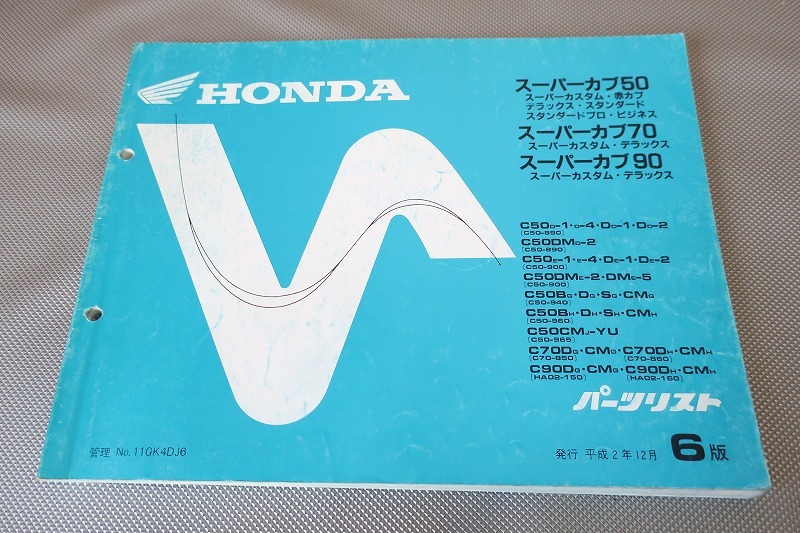 HONDA
スーパーカブ50
スーパーカスタム・赤カブ
デラックス・スタンダード
スタンダードプロ・ビジネス
スーパーカブ70
スーパーカスタム・デラックス
スーパーカブ90
スーパーカスタム・デラックス
C50D-1・D-4・DD-1・DD-2
(C50-890)
C50DMD-2
(C50-890)
C50E-1・E-4・DE-1・DE-2
(C50-900)
C50DME-2・DME-5
(C50-900)
C50BG・DG・SG・CMG
(C50-940)
C50BH・DH・SH・CMH
(C50-960)
C50CMJ-YU
(C50-965)
C70DG・CMG・C70DH・CMH
(C70-850) (C70-860)
C90DG・CMG・C90DH・CMH
(HA02-150) (HA02-160)
パーツリスト
管理 No.11GK4DJ6
発行 平成2年12月 6版